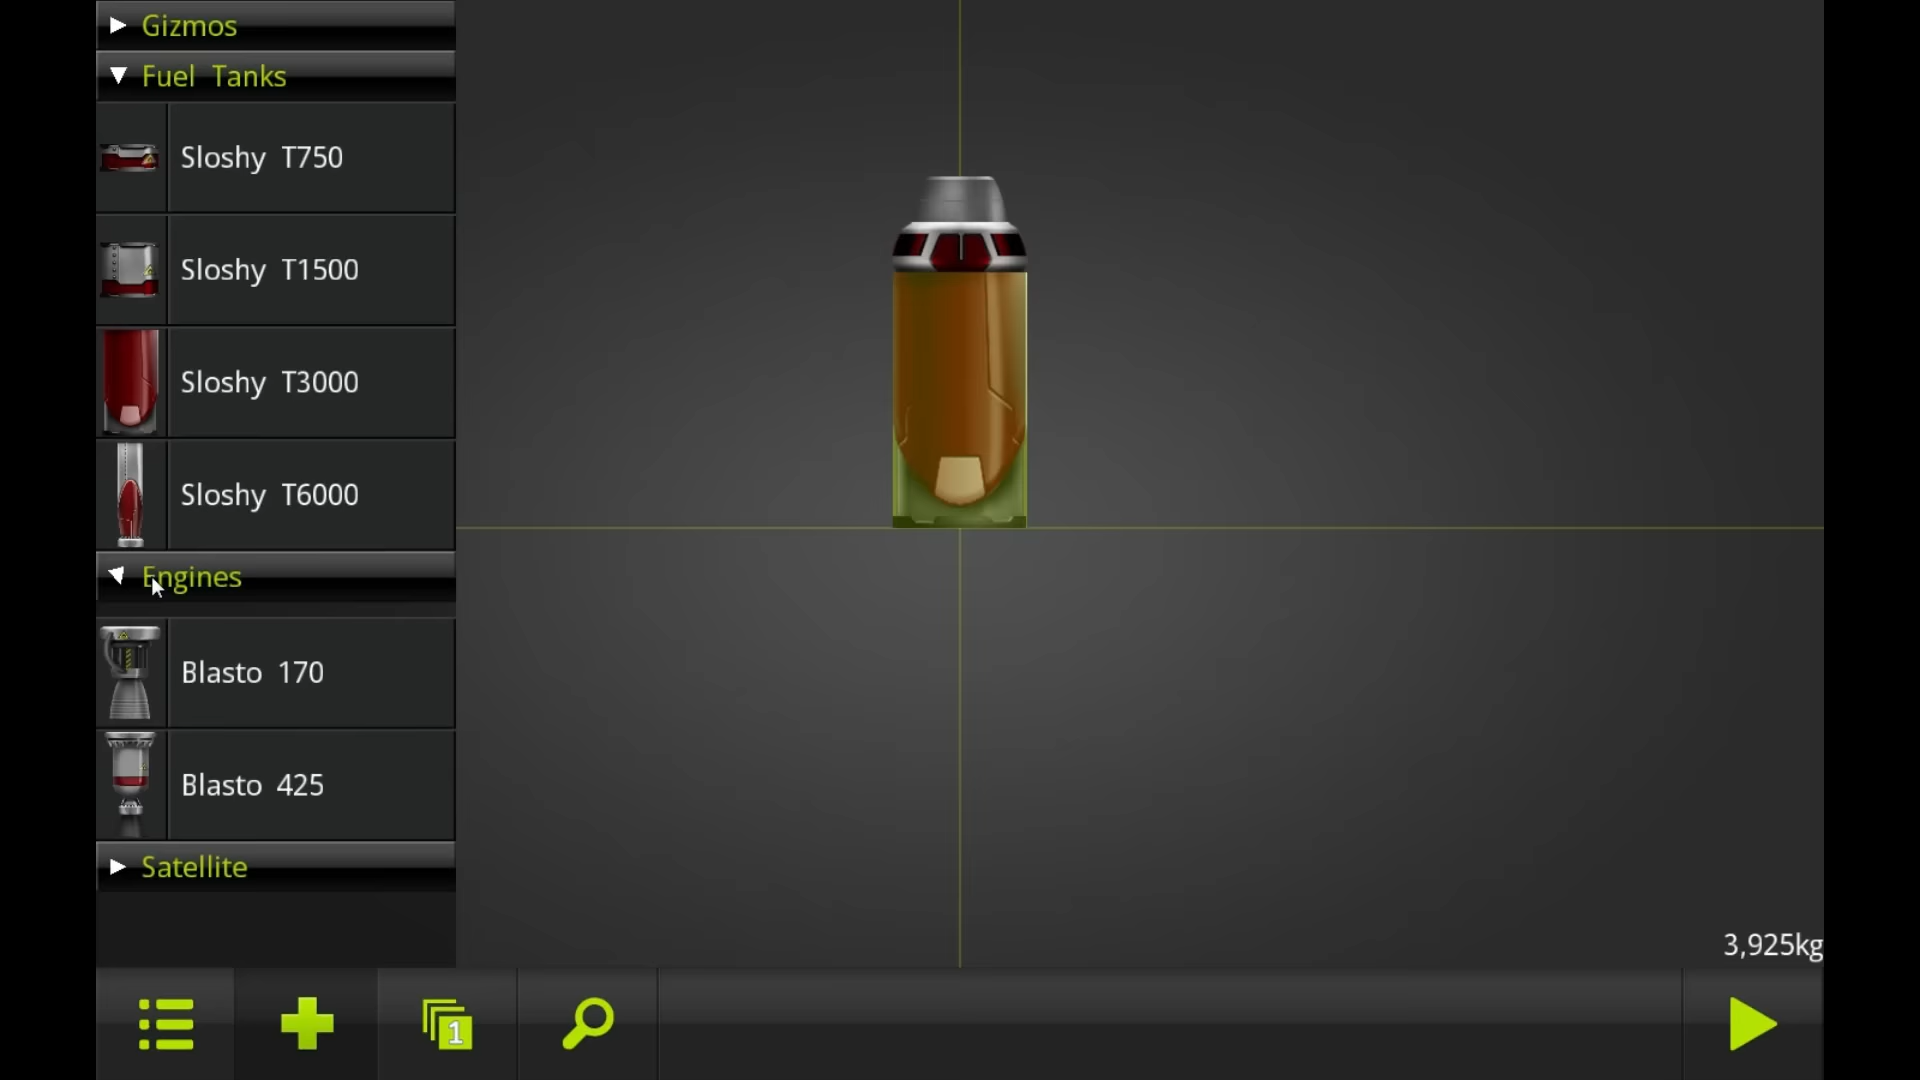 Gizmos
Fuel Tanks
Sloshy T750
Sloshy T1500
Sloshy T3000
Sloshy T6000
Engines
Blasto 170
Blasto 425
Satellite
3,925kg
1